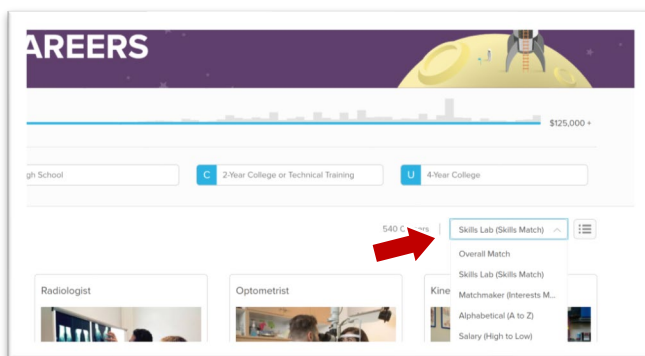 AREERS
$125,000 +
gh School
C 2-Year College or Technical Training
U 4-Year College
540
Skills Lab (Skills Match)
Overall Match
Skills Lab (Skills Match)
Matchmaker (Interests M...
Alphabetical (A to Z)
Salary (High to Low)
Radiologist
Optometrist
Kine